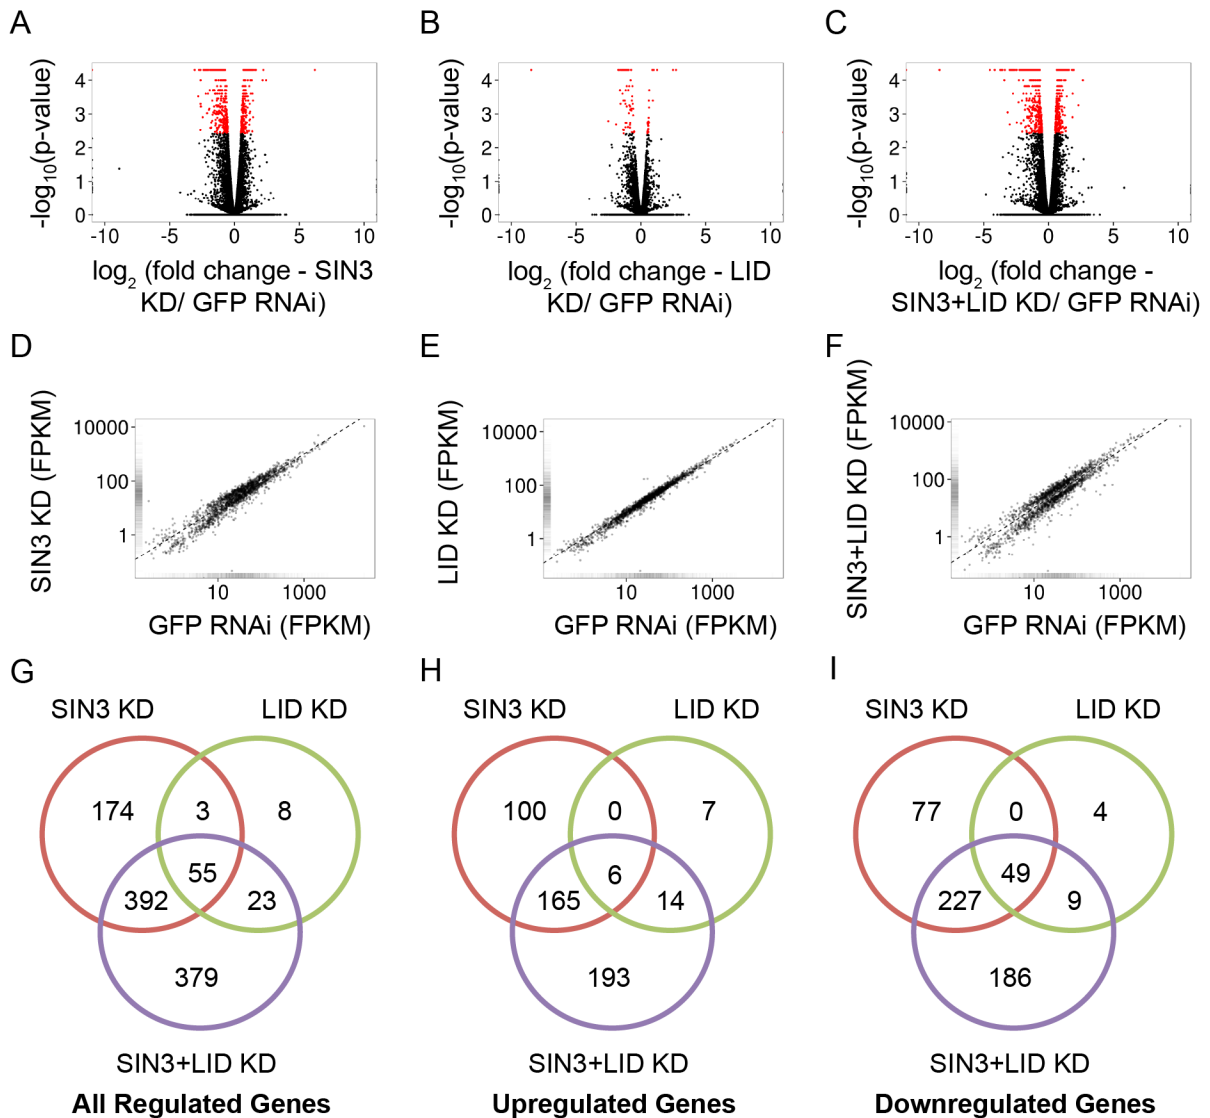 A
B
C
-log10(p-value)
4
3
2
1
0
-10
-5
0
5
10
log2 (fold change - SIN3
KD/ GFP RNAi)
-log10(p-value)
4
3
2
1
0
-10
-5
0
5
10
log2 (fold change - LID
KD/ GFP RNAi)
-log10(p-value)
4
3
2
1
0
-10
-5
0
5
10
log2 (fold change -
SIN3+LID KD/ GFP RNAi)
D
E
F
SIN3 KD (FPKM)
10000
100
1
10
1000
GFP RNAi (FPKM)
LID KD (FPKM)
10000
100
1
10
1000
GFP RNAi (FPKM)
SIN3+LID KD (FPKM)
10000
100
1
10
1000
GFP RNAi (FPKM)
G
SIN3 KD
LID KD
174
3
8
55
392
23
379
SIN3+LID KD
All Regulated Genes
H
SIN3 KD
LID KD
100
0
7
6
165
14
193
SIN3+LID KD
Upregulated Genes
I
SIN3 KD
LID KD
77
0
4
49
227
9
186
SIN3+LID KD
Downregulated Genes